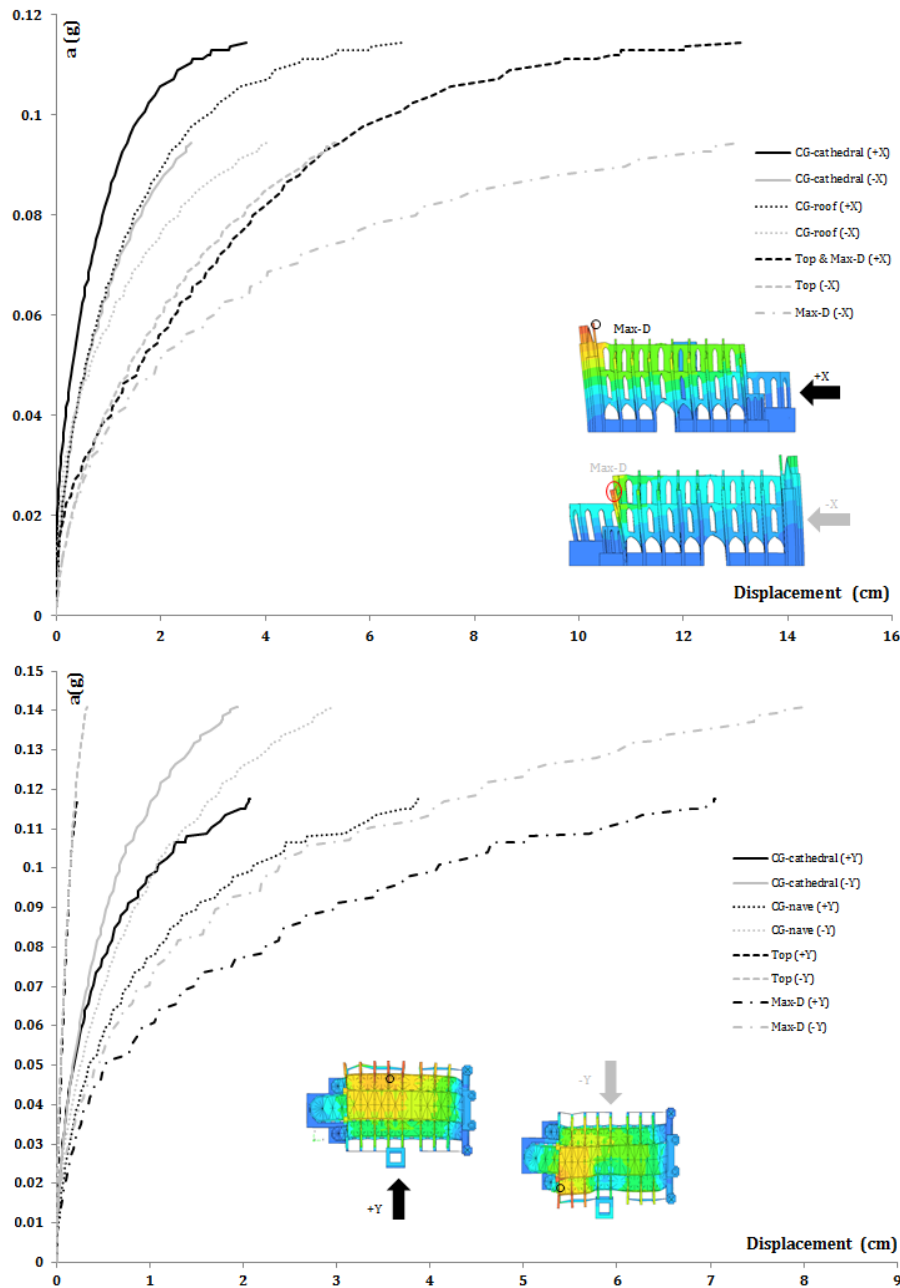 a (g)
0.12
0.1
0.08
0.06
0.04
0.02
0
0 2 4 6 8 10 12 14 16
Displacement (cm)
CG-cathedral (+X)
CG-cathedral (-X)
CG-roof (+X)
CG-roof (-X)
Top & Max-D (+X)
Top (-X)
Max-D (-X)
Max-D
+X
Max-D
-X
a(g)
0.15
0.14
0.13
0.12
0.11
0.1
0.09
0.08
0.07
0.06
0.05
0.04
0.03
0.02
0.01
0
0 1 2 3 4 5 6 7 8 9
Displacement (cm)
CG-cathedral (+Y)
CG-cathedral (-Y)
CG-nave (+Y)
CG-nave (-Y)
Top (+Y)
Top (-Y)
Max-D (+Y)
Max-D (-Y)
+Y
-Y